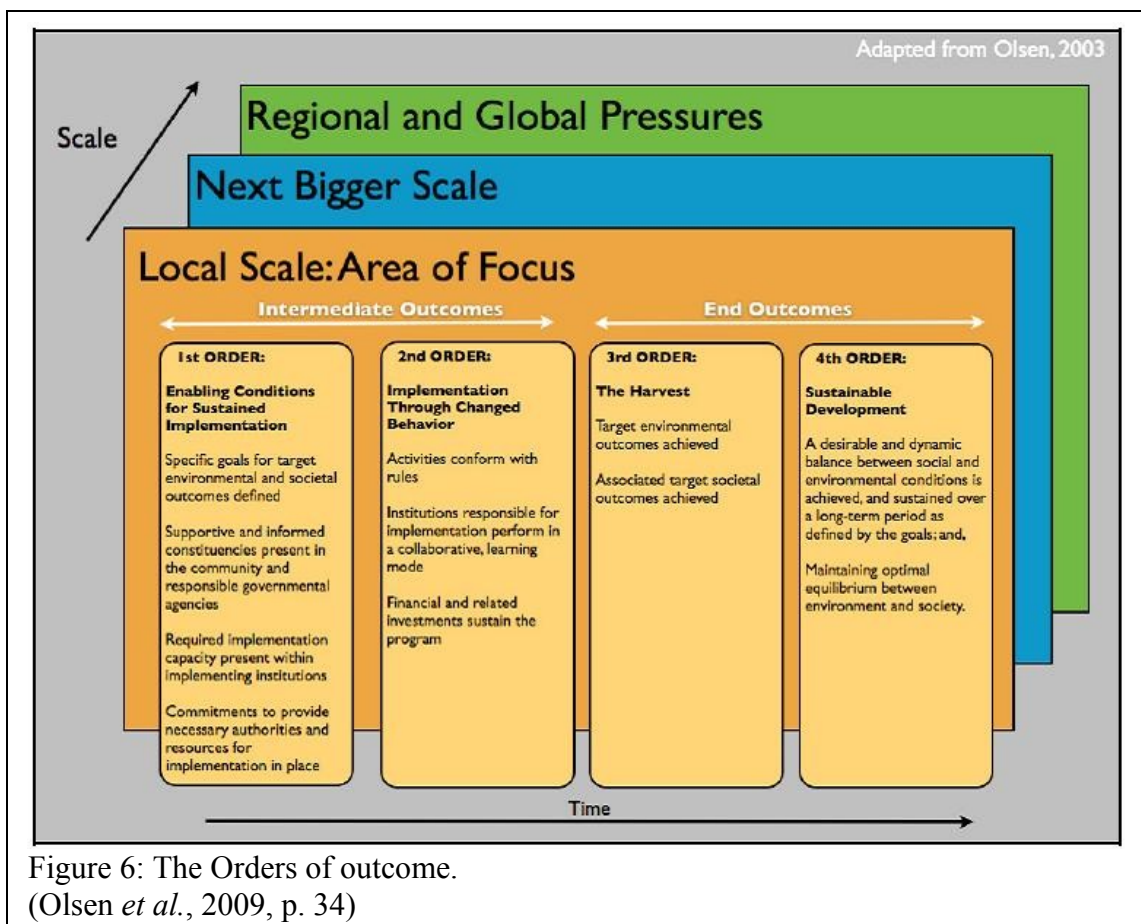 Adapted from Olsen, 2003
Scale
Regional and Global Pressures
Next Bigger Scale
Local Scale: Area of Focus
Intermediate Outcomes
End Outcomes
1st ORDER:
Enabling Conditions
for Sustained
Implementation
Specific goals for target
environmental and societal
outcomes defined
Supportive and informed
constituencies present in
the community and
responsible governmental
agencies
Required implementation
capacity present within
implementing institutions
Commitments to provide
necessary authorities and
resources for
implementation in place
2nd ORDER:
Implementation
Through Changed
Behavior
Activities conform with
rules
Institutions responsible for
implementation perform in
a collaborative, learning
mode
Financial and related
investments sustain the
program
3rd ORDER:
The Harvest
Target environmental
outcomes achieved
Associated target societal
outcomes achieved
4th ORDER:
Sustainable
Development
A desirable and dynamic
balance between social and
environmental conditions is
achieved, and sustained over
a long-term period as
defined by the goals; and,
Maintaining optimal
equilibrium between
environment and society.
Time
Figure 6: The Orders of outcome.
(Olsen et al., 2009, p. 34)